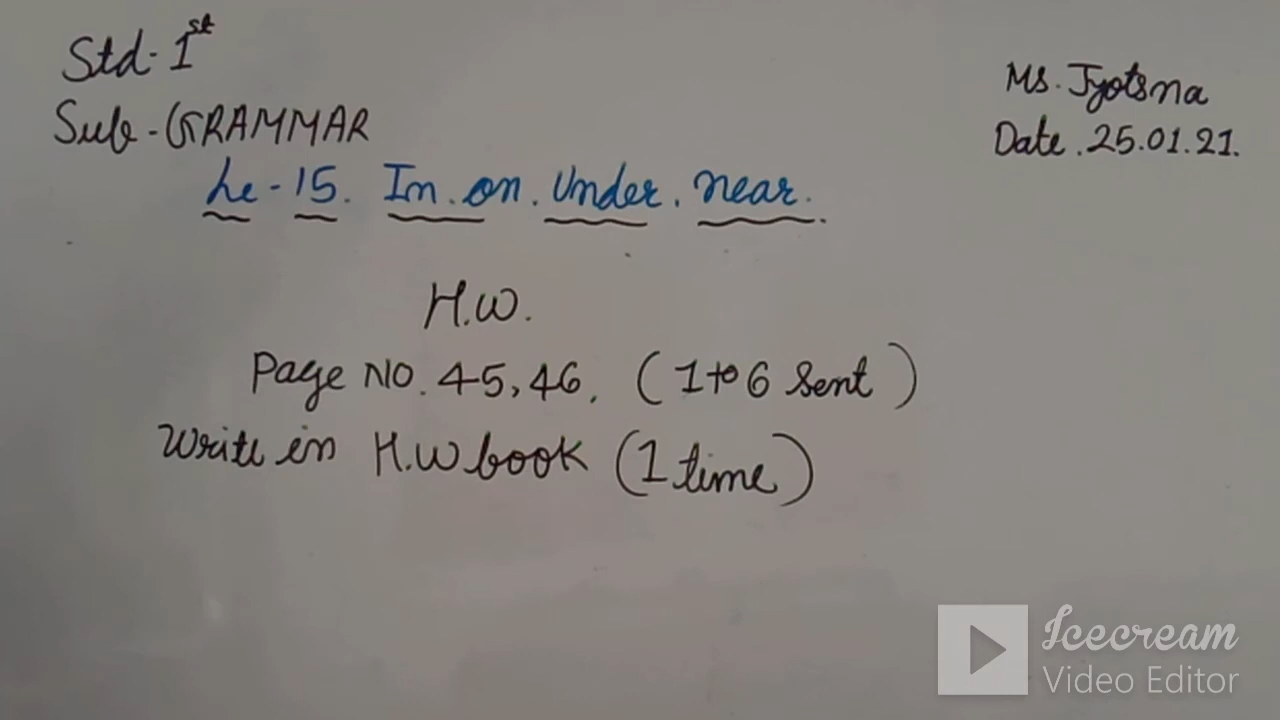 Std. 1st
Ms. Jyotsna
Sub - GRAMMAR
Date . 25.01.21.
Le - 15. In . on . Under . near .
H.W.
Page NO. 45, 46. ( 1 to 6 Sent )
Write in H.W book ( 1 time )
Icecream
Video Editor